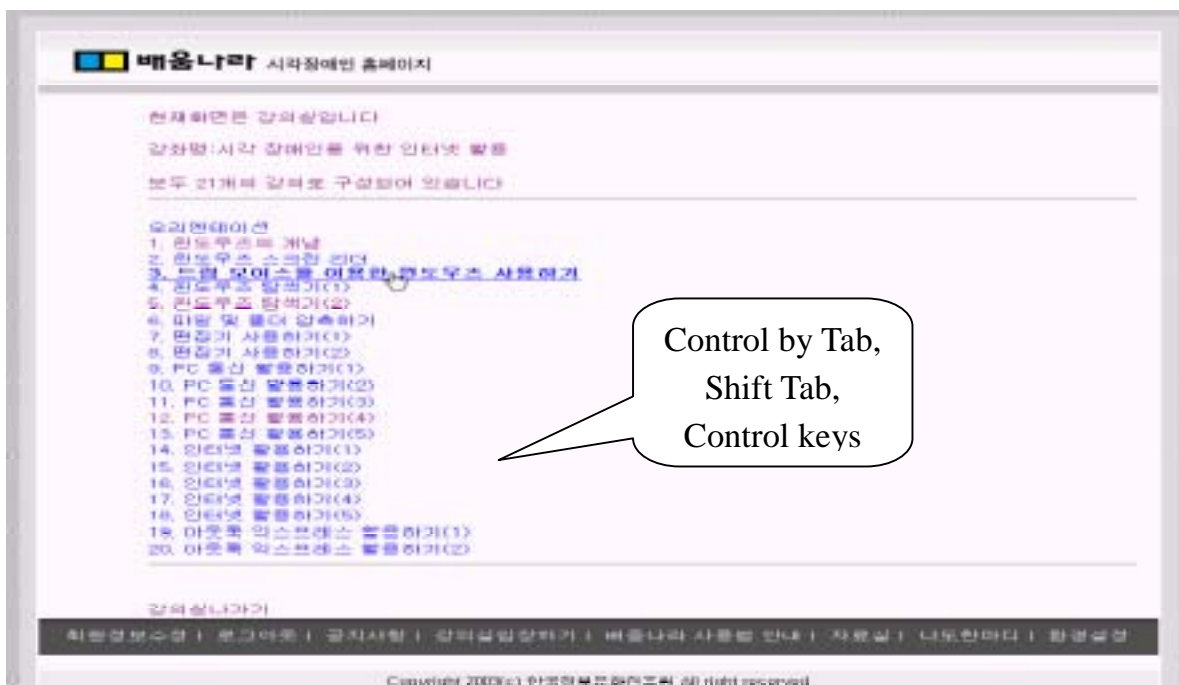 배움나라 시각장애인 홈페이지
현재화면은 강의실입니다
강좌명:시각 장애인을 위한 인터넷 활용
모두 21개의 강의로 구성되어 있습니다
오리엔테이션
1. 윈도우즈의 개념
2. 윈도우즈 스크린 리더
3. 드림 보이스를 이용한 윈도우즈 사용하기
4. 윈도우즈 탐색기(1)
5. 윈도우즈 탐색기(2)
6. 파일 및 폴더 압축하기
7. 편집기 사용하기(1)
8. 편집기 사용하기(2)
9. PC 통신 활용하기(1)
10. PC 통신 활용하기(2)
11. PC 통신 활용하기(3)
12. PC 통신 활용하기(4)
13. PC 통신 활용하기(5)
14. 인터넷 활용하기(1)
15. 인터넷 활용하기(2)
16. 인터넷 활용하기(3)
17. 인터넷 활용하기(4)
18. 인터넷 활용하기(5)
19. 아웃룩 익스프레스 활용하기(1)
20. 아웃룩 익스프레스 활용하기(2)
Control by Tab,
Shift Tab,
Control keys
강의실나가기
회원정보수정 | 로그아웃 | 공지사항 | 강의실입장하기 | 배움나라 사용법 안내 | 자료실 | 나도한마디 | 환경설정
Copyright 2003(c) 한국정보문화진흥원 All right reserved